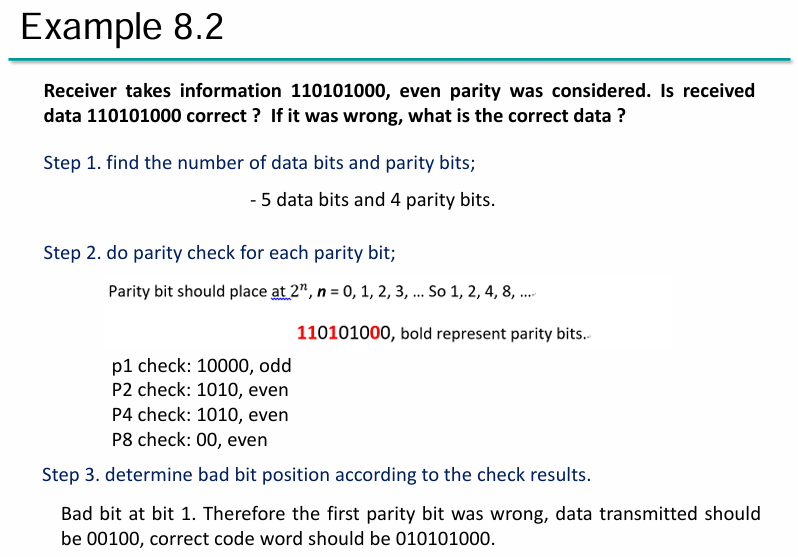 Example 8.2
Receiver takes information 110101000, even parity was considered. Is received
data 110101000 correct ? If it was wrong, what is the correct data ?
Step 1. find the number of data bits and parity bits;
- 5 data bits and 4 parity bits.
Step 2. do parity check for each parity bit;
Parity bit should place at 2ⁿ, n = 0, 1, 2, 3, ... So 1, 2, 4, 8, ....
110101000, bold represent parity bits.
p1 check: 10000, odd
P2 check: 1010, even
P4 check: 1010, even
P8 check: 00, even
Step 3. determine bad bit position according to the check results.
Bad bit at bit 1. Therefore the first parity bit was wrong, data transmitted should
be 00100, correct code word should be 010101000.